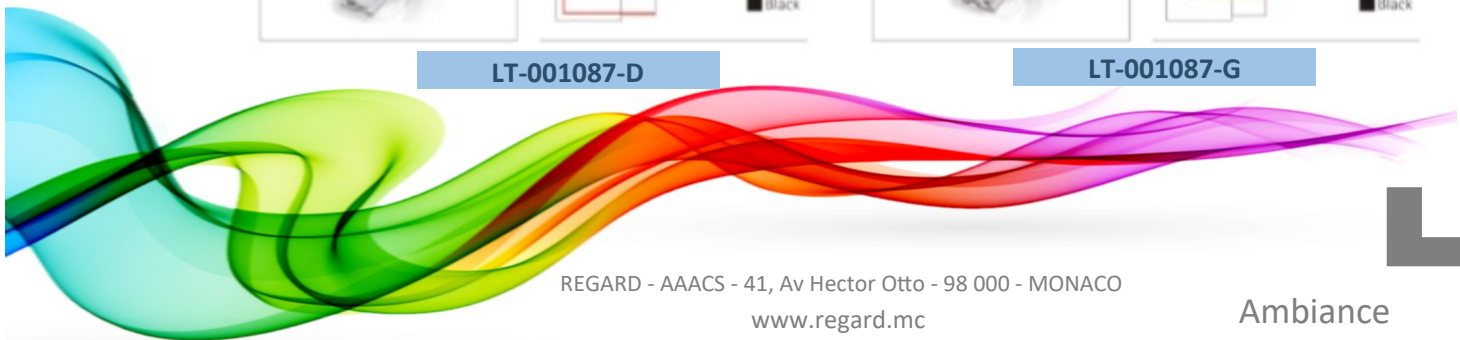 Black
Black
LT-001087-D
LT-001087-G
REGARD - AAACS - 41, Av Hector Otto - 98 000 - MONACO
www.regard.mc
Ambiance